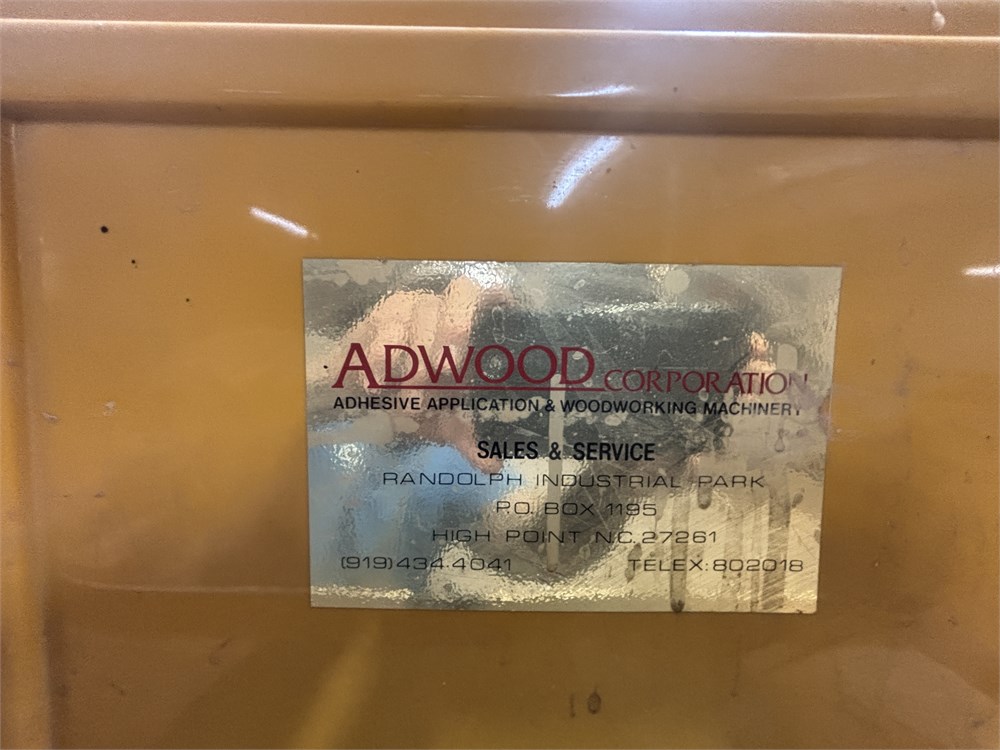 ADWOOD CORPORATION
ADHESIVE APPLICATION & WOODWORKING MACHINERY
SALES & SERVICE
RANDOLPH INDUSTRIAL PARK
P.O. BOX 1195
HIGH POINT N.C. 27261
(919) 434-4041 TELEX: 802018